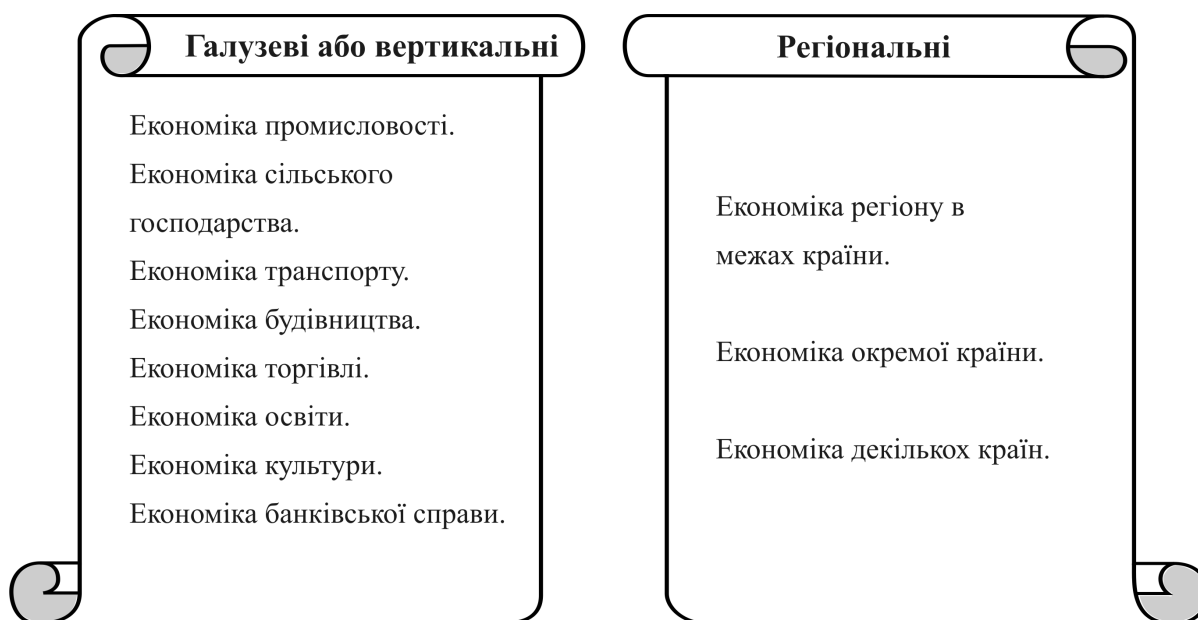 Галузеві або вертикальні
Економіка промисловості.
Економіка сільського
господарства.
Економіка транспорту.
Економіка будівництва.
Економіка торгівлі.
Економіка освіти.
Економіка культури.
Економіка банківської справи.
Регіональні
Економіка регіону в
межах країни.
Економіка окремої країни.
Економіка декількох країн.